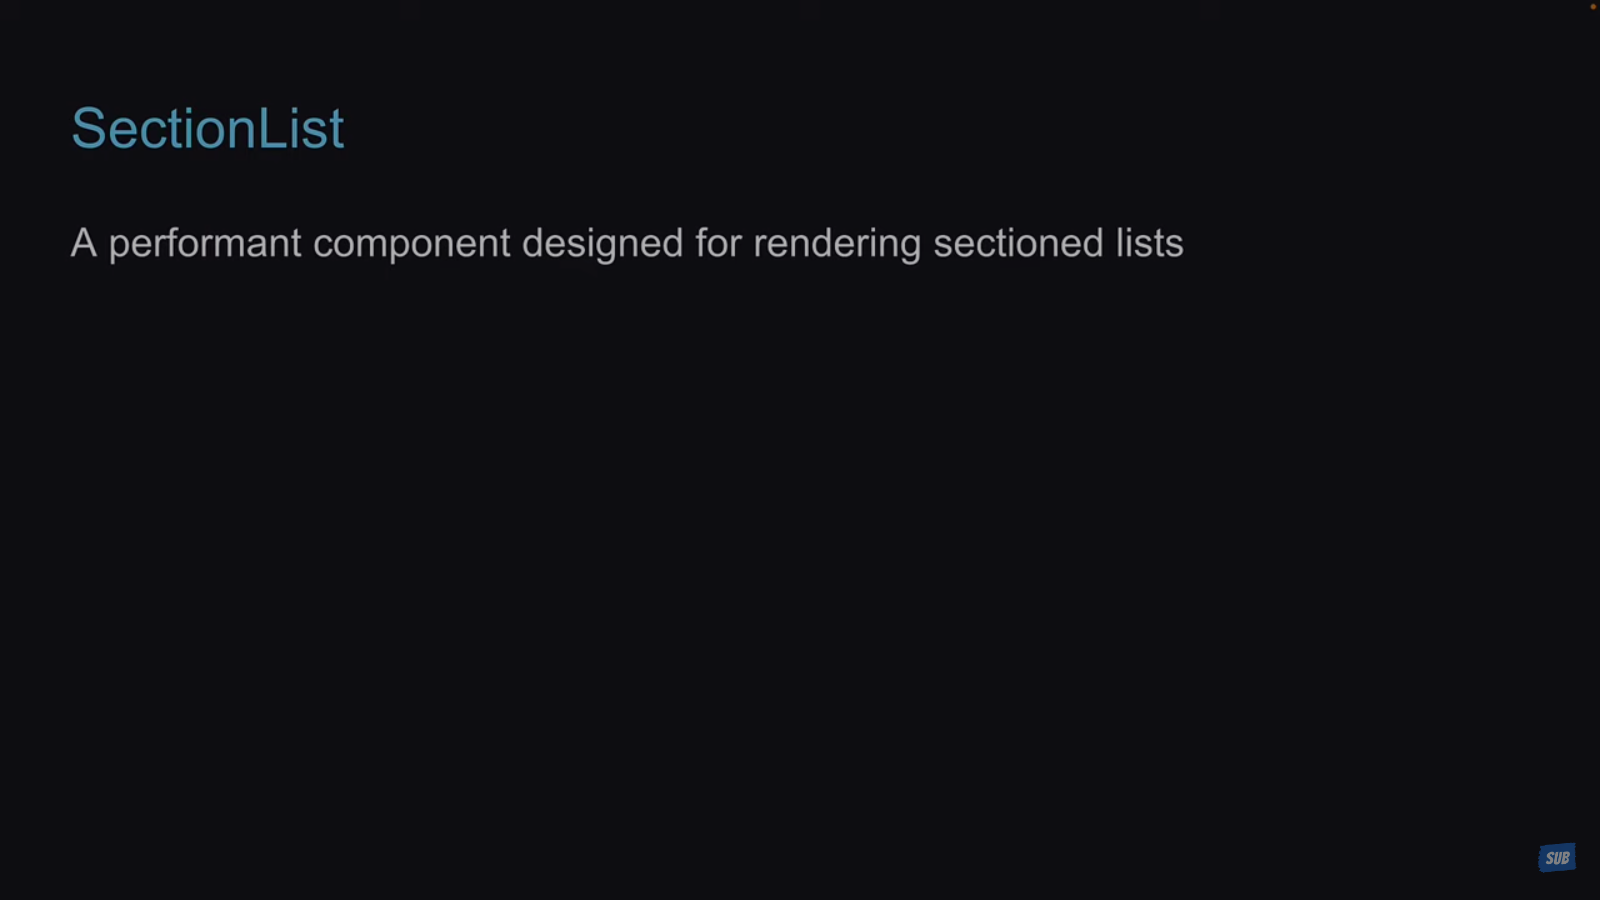 SectionList
A performant component designed for rendering sectioned lists
SUB